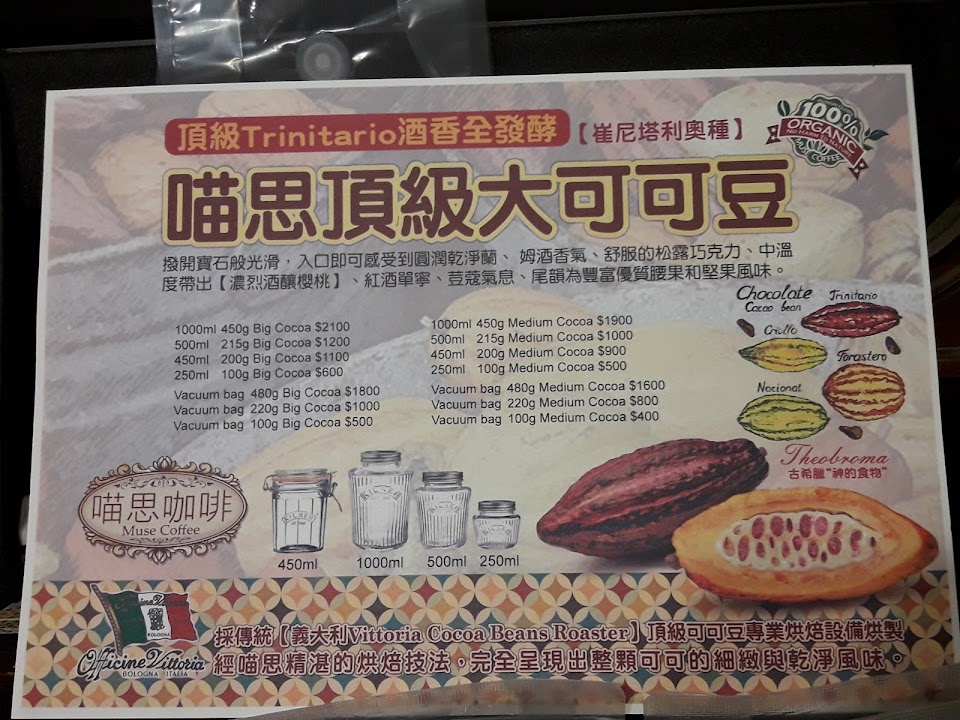 頂級Trinitario酒香全發酵【崔尼塔利奧種】
100%
ORGANIC
喵思頂級大可可豆
撥開寶石般光滑，入口即可感受到圓潤乾淨蘭、姆酒香氣、舒服的松露巧克力、中溫
度帶出【濃烈酒釀櫻桃】、紅酒單寧、荳蔻氣息、尾韻為豐富優質腰果和堅果風味。
1000ml 450g Big Cocoa $2100
500ml 215g Big Cocoa $1200
450ml 200g Big Cocoa $1100
250ml 100g Big Cocoa $600
Vacuum bag 480g Big Cocoa $1800
Vacuum bag 220g Big Cocoa $1000
Vacuum bag 100g Big Cocoa $500
1000ml 450g Medium Cocoa $1900
500ml 215g Medium Cocoa $1000
450ml 200g Medium Cocoa $900
250ml 100g Medium Cocoa $500
Vacuum bag 480g Medium Cocoa $1600
Vacuum bag 220g Medium Cocoa $800
Vacuum bag 100g Medium Cocoa $400
Chocolate
Cacao bean
Trinitario
Criollo
Forastero
Nacional
Theobroma
古希臘"神的食物"
喵思咖啡
Muse Coffee
KILNER
KILNER
KILNER
KILNER
450ml
1000ml
500ml
250ml
Officine Vittoria
BOLOGNA
Officine Vittoria
BOLOGNA ITALIA
採傳統【義大利Vittoria Cocoa Beans Roaster】頂級可可豆專業烘焙設備烘製
經喵思精湛的烘焙技法，完全呈現出整顆可可的細緻與乾淨風味。